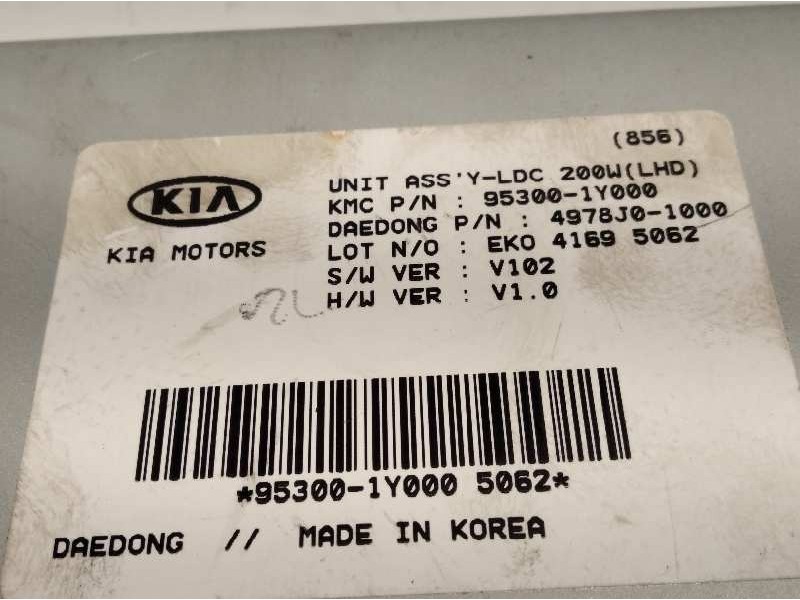 (856)
KIA
KIA MOTORS
UNIT ASS'Y-LDC 200W(LHD)
KMC P/N : 95300-1Y000
DAEDONG P/N : 4978J0-1000
LOT N/O : EKO 4169 5062
S/W VER : V102
H/W VER : V1.0
*95300-1Y000 5062*
DAEDONG // MADE IN KOREA